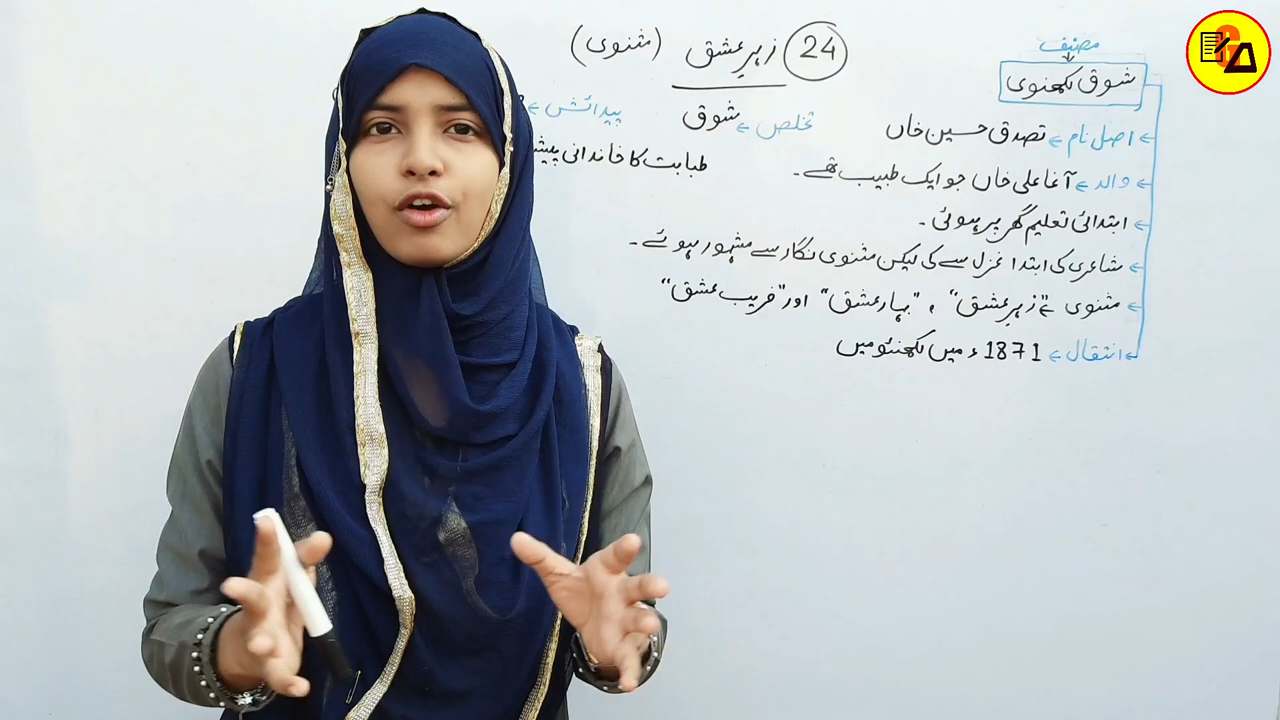 24 زہرِ عشق (مثنوی)
مصنف
شوق لکھنوی
اصل نام تصدق حسین خاں
تخلص شوق
پیدائش
والد آغا علی خاں جو ایک طبیب تھے۔
طبابت کا خاندانی پیشہ
ابتدائی تعلیم گھر پر ہوئی۔
شاعری کی ابتدا غزل سے کی لیکن مثنوی نگار سے مشہور ہوئے۔
مثنوی "زہرِ عشق"، "بہار عشق" اور "فریب عشق"
انتقال 1871ء میں لکھنئو میں